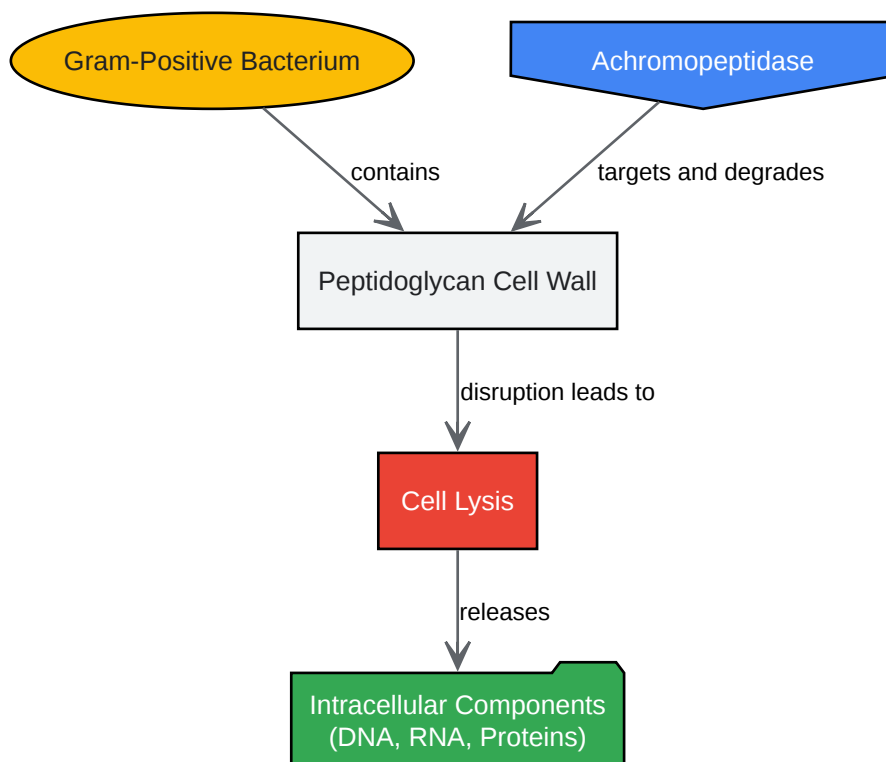 Gram-Positive Bacterium
Achromopeptidase
contains
targets and degrades
Peptidoglycan Cell Wall
disruption leads to
Cell Lysis
releases
Intracellular Components
(DNA, RNA, Proteins)